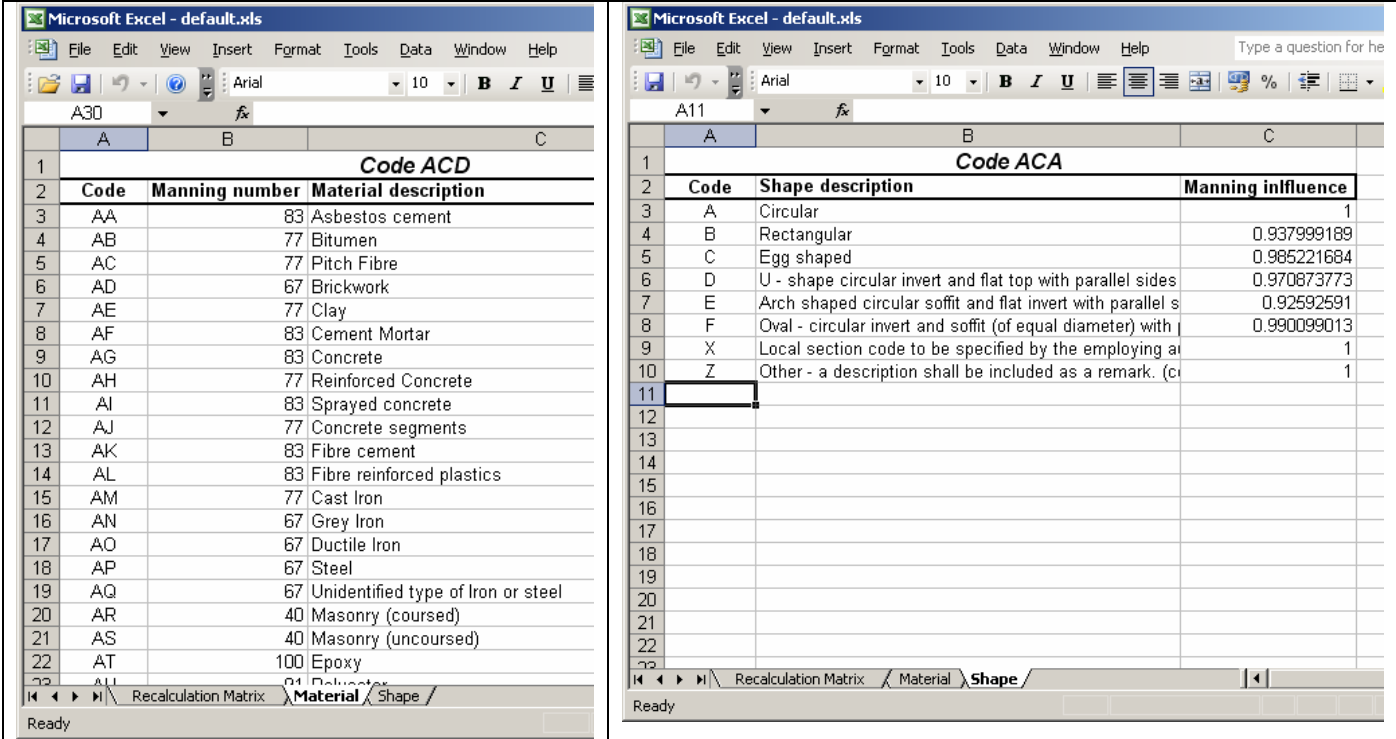 Microsoft Excel - default.xls
File Edit View Insert Format Tools Data Window Help
Arial 10 B I U
A30 fx
A B C
1 Code ACD
2 Code Manning number Material description
3 AA 83 Asbestos cement
4 AB 77 Bitumen
5 AC 77 Pitch Fibre
6 AD 67 Brickwork
7 AE 77 Clay
8 AF 83 Cement Mortar
9 AG 83 Concrete
10 AH 77 Reinforced Concrete
11 AI 83 Sprayed concrete
12 AJ 77 Concrete segments
13 AK 83 Fibre cement
14 AL 83 Fibre reinforced plastics
15 AM 77 Cast Iron
16 AN 67 Grey Iron
17 AO 67 Ductile Iron
18 AP 67 Steel
19 AQ 67 Unidentified type of Iron or steel
20 AR 40 Masonry (coursed)
21 AS 40 Masonry (uncoursed)
22 AT 100 Epoxy
Recalculation Matrix Material Shape
Ready
Microsoft Excel - default.xls
File Edit View Insert Format Tools Data Window Help Type a question for he
Arial 10 B I U %
A11 fx
A B C
1 Code ACA
2 Code Shape description Manning inlfluence
3 A Circular 1
4 B Rectangular 0.937999189
5 C Egg shaped 0.985221684
6 D U - shape circular invert and flat top with parallel sides 0.970873773
7 E Arch shaped circular soffit and flat invert with parallel s 0.92592591
8 F Oval - circular invert and soffit (of equal diameter) with 0.990099013
9 X Local section code to be specified by the employing a 1
10 Z Other - a description shall be included as a remark. (c 1
11
12
13
14
15
16
17
18
19
20
21
22
Recalculation Matrix Material Shape
Ready